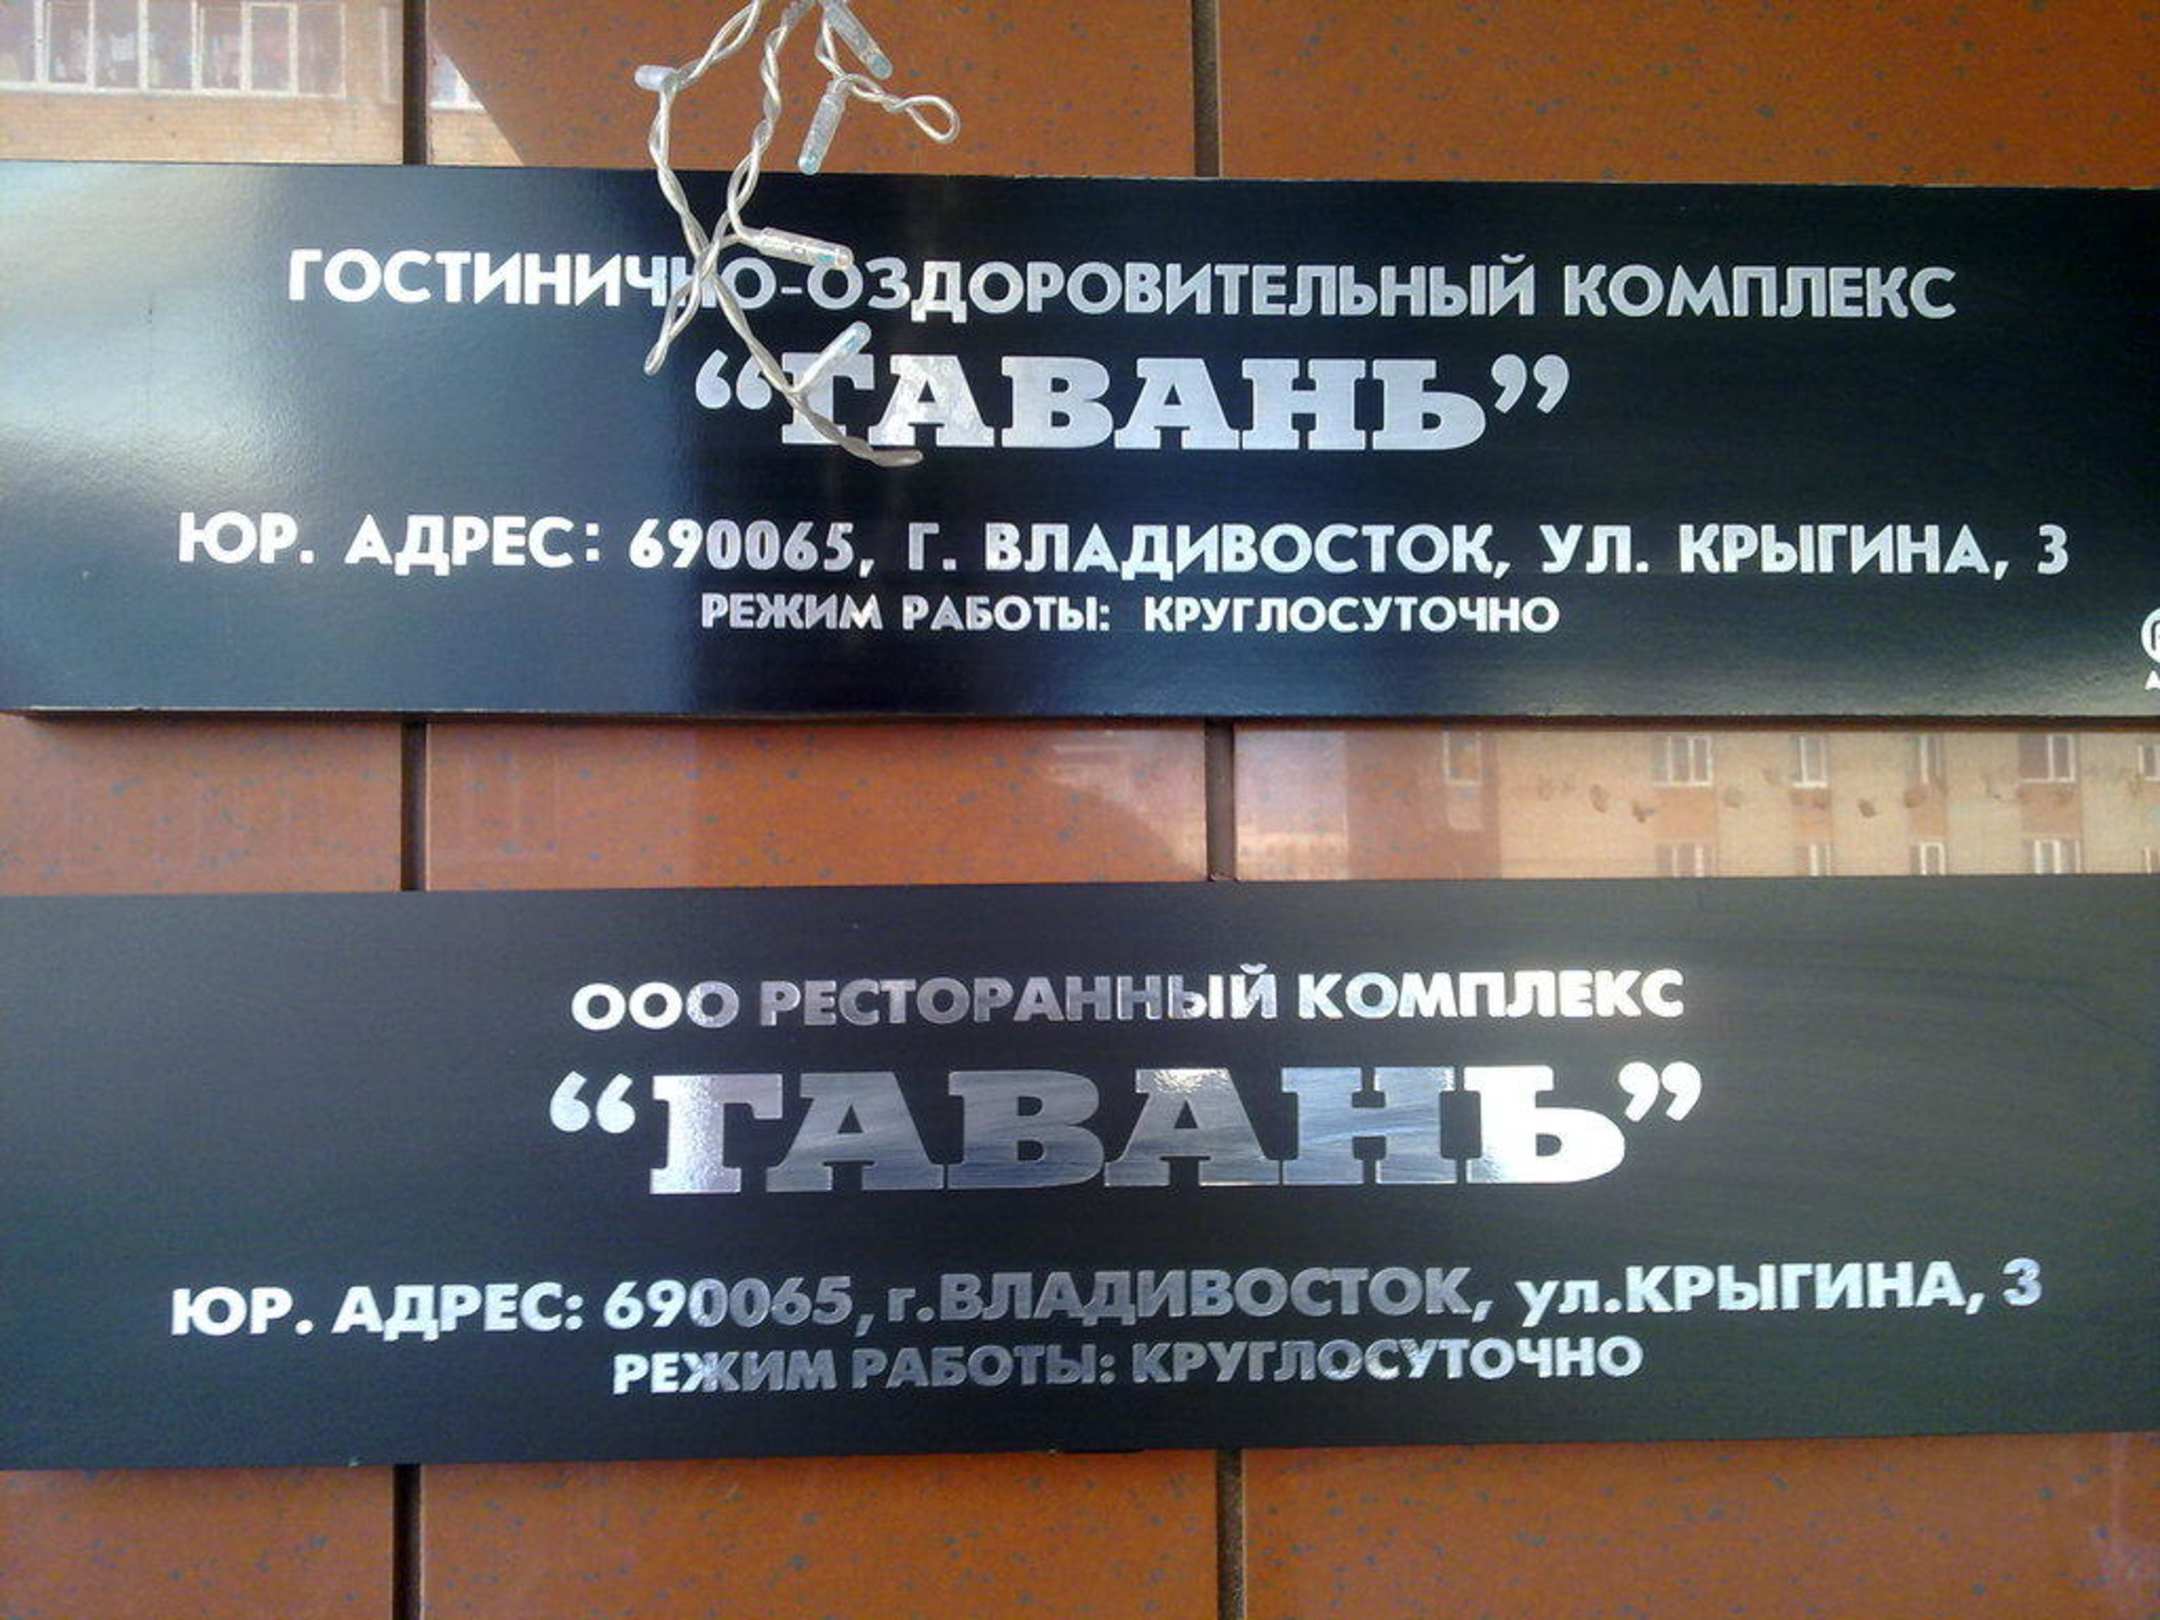 ГОСТИНИЧНО-ОЗДОРОВИТЕЛЬНЫЙ КОМПЛЕКС
“ГАВАНЬ”
ЮР. АДРЕС: 690065, Г. ВЛАДИВОСТОК, УЛ. КРЫГИНА, 3
РЕЖИМ РАБОТЫ: КРУГЛОСУТОЧНО
ООО РЕСТОРАННЫЙ КОМПЛЕКС
“ГАВАНЬ”
ЮР. АДРЕС: 690065, г.ВЛАДИВОСТОК, ул.КРЫГИНА, 3
РЕЖИМ РАБОТЫ: КРУГЛОСУТОЧНО